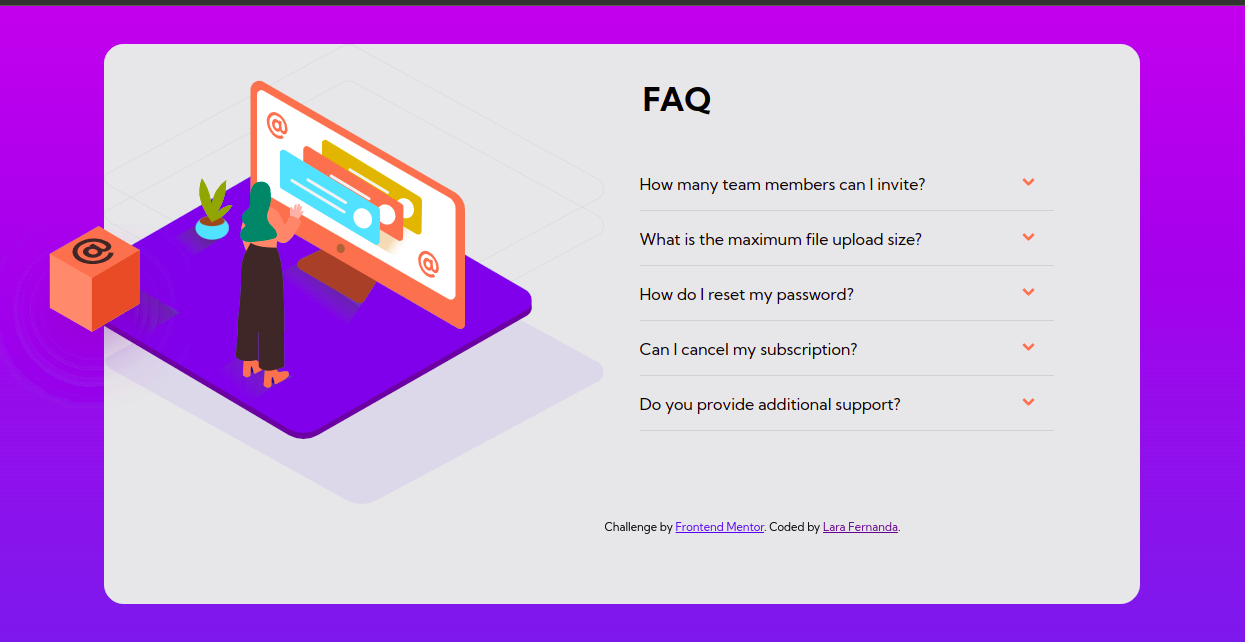 FAQ
How many team members can I invite?
What is the maximum file upload size?
How do I reset my password?
Can I cancel my subscription?
Do you provide additional support?
Challenge by Frontend Mentor. Coded by Lara Fernanda.